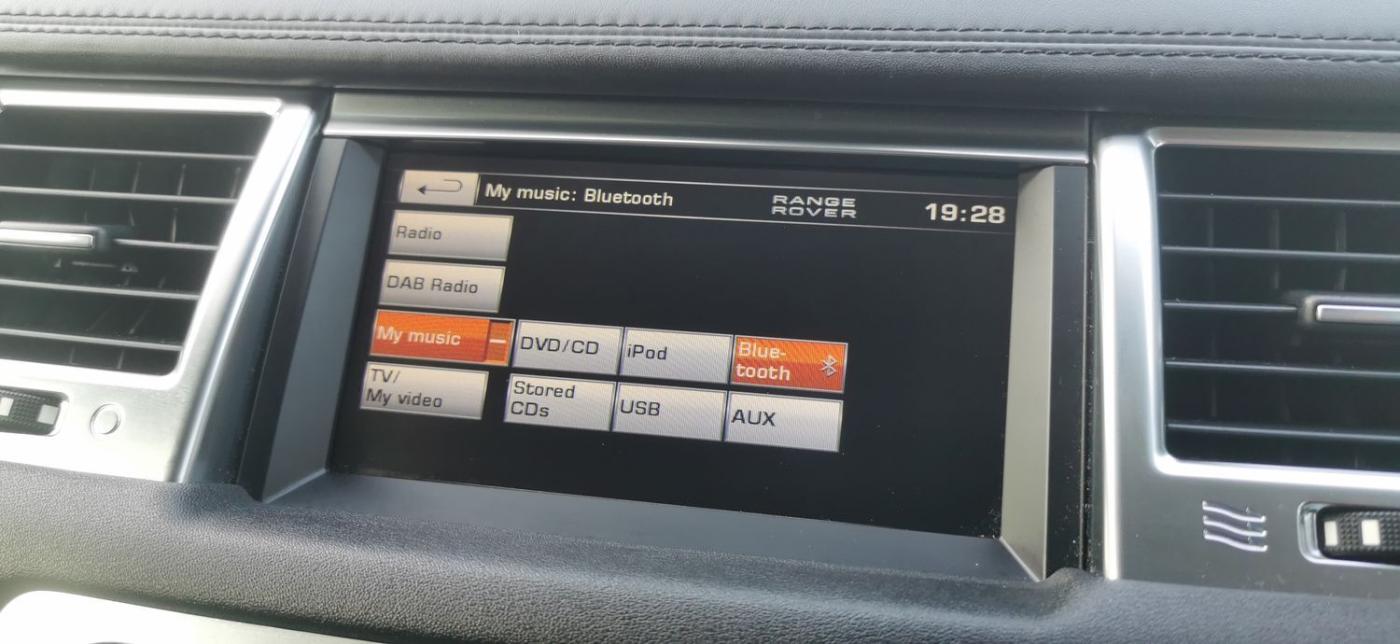 My music: Bluetooth
RANGE
ROVER
19:28
Radio
DAB Radio
My music
DVD/CD
iPod
Blue-
tooth
TV/
My video
Stored
CDs
USB
AUX